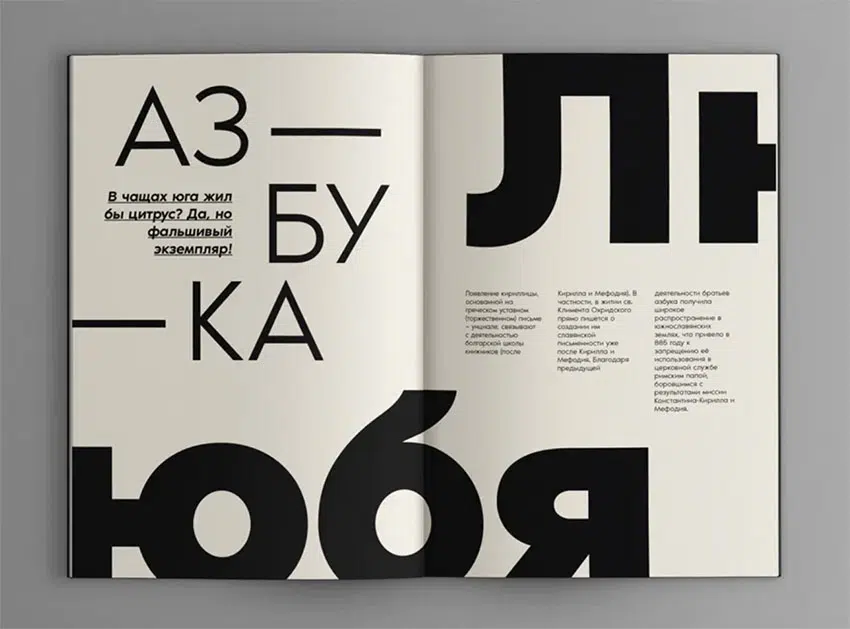 АЗ —
БУ
— КА
В чащах юга жил
бы цитрус? Да, но
фальшивый
экземпляр!
Лю
Появление кириллицы,
основанной на
греческом уставном
(торжественном) письме
– унциале, связывают
с деятельностью
болгарской школы
книжников (после
Кирилла и Мефодия). В
частности, в житии св.
Климента Охридского
прямо пишется о
создании им
славянской
письменности уже
после Кирилла и
Мефодия. Благодаря
предыдущей
деятельности братьев
азбука получила
широкое
распространение в
южнославянских
землях, что привело в
885 году к
запрещению её
использования в
церковной службе
римским папой,
боровшимся с
результатами миссии
Константина-Кирилла и
Мефодия.
юбя